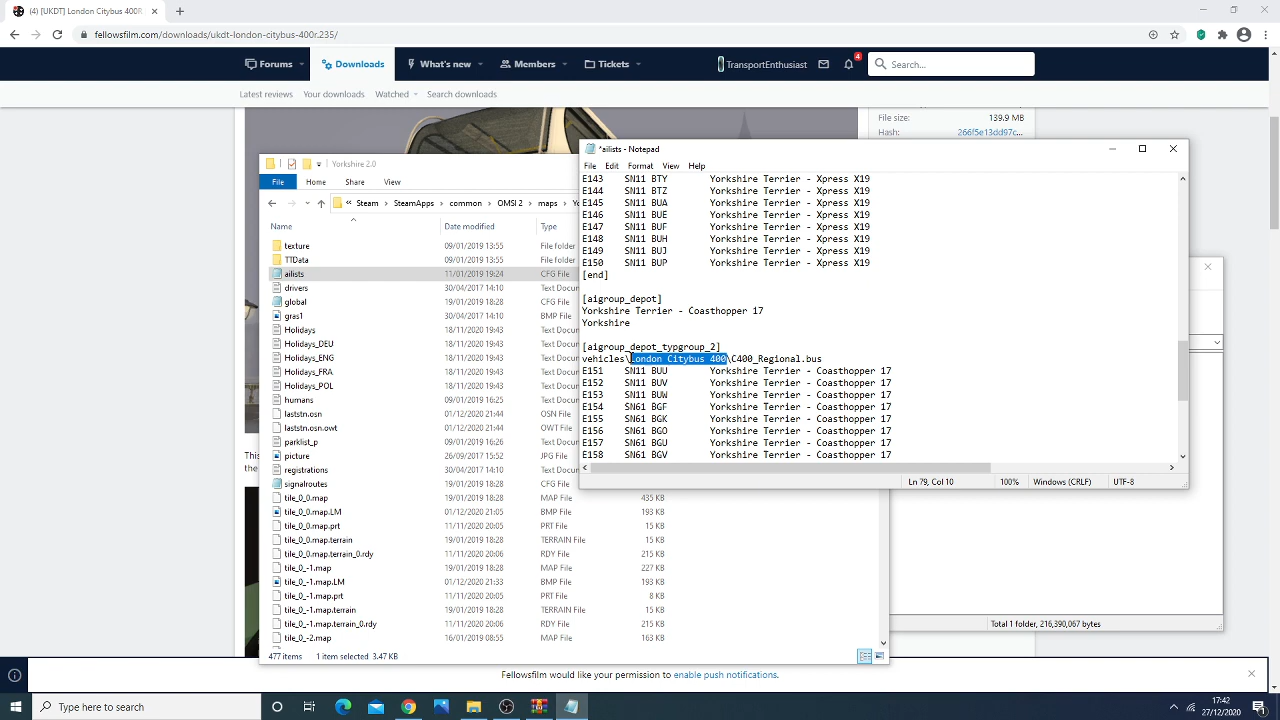 (4) [UKDT] London Citybus 400R
fellowsfilm.com/downloads/ukdt-london-citybus-400r.235/
Forums
Downloads
What's new
Members
Tickets
TransportEnthusiast
4
Search...
Latest reviews
Your downloads
Watched
Search downloads
File size:
139.9 MB
Hash:
266f5e13dd97c...
Yorkshire 2.0
File
Home
Share
View
« Steam > SteamApps > common > OMSI 2 > maps >
Name
Date modified
Type
texture 09/01/2019 13:55 File folder
TTData 09/01/2019 13:55 File folder
ailists 11/01/2019 19:24 CFG File
drivers 30/04/2017 14:10 Text Docum
global 19/01/2019 18:28 CFG File
gras1 30/04/2017 14:10 BMP File
Holidays 18/11/2020 19:43 Text Docum
Holidays_DEU 18/11/2020 19:43 Text Docum
Holidays_ENG 18/11/2020 19:43 Text Docum
Holidays_FRA 18/11/2020 19:43 Text Docum
Holidays_POL 18/11/2020 19:43 Text Docum
humans 09/01/2019 16:25 Text Docum
laststn.osn 01/12/2020 21:44 OSN File
laststn.osn.owt 01/12/2020 21:44 OWT File
parklist_p 09/01/2019 16:26 Text Docum
picture 26/09/2017 15:52 JPG File
registrations 30/04/2017 14:10 Text Docum
signalroutes 19/01/2019 18:28 CFG File
tile_0_0.map 19/01/2019 18:28 MAP File 435 KB
tile_0_0.map.LM 01/12/2020 21:05 BMP File 193 KB
tile_0_0.map.prt 11/11/2020 20:05 PRT File 15 KB
tile_0_0.map.terrain 19/01/2019 18:28 TERRAIN File 15 KB
tile_0_0.map.terrain_0.rdy 11/11/2020 20:06 RDY File 215 KB
tile_0_-1.map 19/01/2019 18:28 MAP File 227 KB
tile_0_-1.map.LM 01/12/2020 21:33 BMP File 193 KB
tile_0_-1.map.prt 11/11/2020 20:05 PRT File 8 KB
tile_0_-1.map.terrain 19/01/2019 18:28 TERRAIN File 15 KB
tile_0_-1.map.terrain_0.rdy 11/11/2020 20:06 RDY File 215 KB
tile_0_-2.map 16/01/2019 08:55 MAP File 163 KB
477 items 1 item selected 3.47 KB
*ailists - Notepad
File Edit Format View Help
E143 SN11 BTY Yorkshire Terrier - Xpress X19
E144 SN11 BTZ Yorkshire Terrier - Xpress X19
E145 SN11 BUA Yorkshire Terrier - Xpress X19
E146 SN11 BUE Yorkshire Terrier - Xpress X19
E147 SN11 BUF Yorkshire Terrier - Xpress X19
E148 SN11 BUH Yorkshire Terrier - Xpress X19
E149 SN11 BUJ Yorkshire Terrier - Xpress X19
E150 SN11 BUP Yorkshire Terrier - Xpress X19
[end]
[aigroup_depot]
Yorkshire Terrier - Coasthopper 17
Yorkshire
[aigroup_depot_typgroup_2]
vehicles\London Citybus 400\C400_Regional.bus
E151 SN11 BUU Yorkshire Terrier - Coasthopper 17
E152 SN11 BUV Yorkshire Terrier - Coasthopper 17
E153 SN11 BUW Yorkshire Terrier - Coasthopper 17
E154 SN61 BGF Yorkshire Terrier - Coasthopper 17
E155 SN61 BGK Yorkshire Terrier - Coasthopper 17
E156 SN61 BGO Yorkshire Terrier - Coasthopper 17
E157 SN61 BGU Yorkshire Terrier - Coasthopper 17
E158 SN61 BGV Yorkshire Terrier - Coasthopper 17
Ln 79, Col 10
100%
Windows (CRLF)
UTF-8
Total 1 folder, 216,390,067 bytes
Fellowsfilm would like your permission to enable push notifications.
Type here to search
17:42
27/12/2020